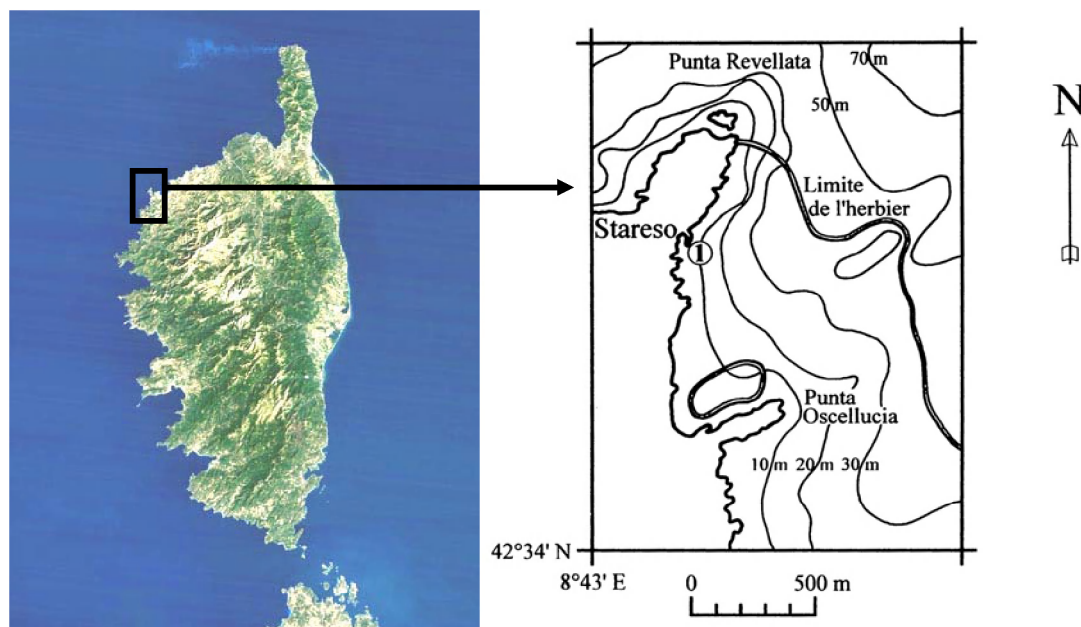 Punta Revellata
70 m
50 m
N
Limite
de l'herbier
Stareso
1
Punta
Oscellucia
10 m
20 m
30 m
42°34' N
8°43' E
0
500 m